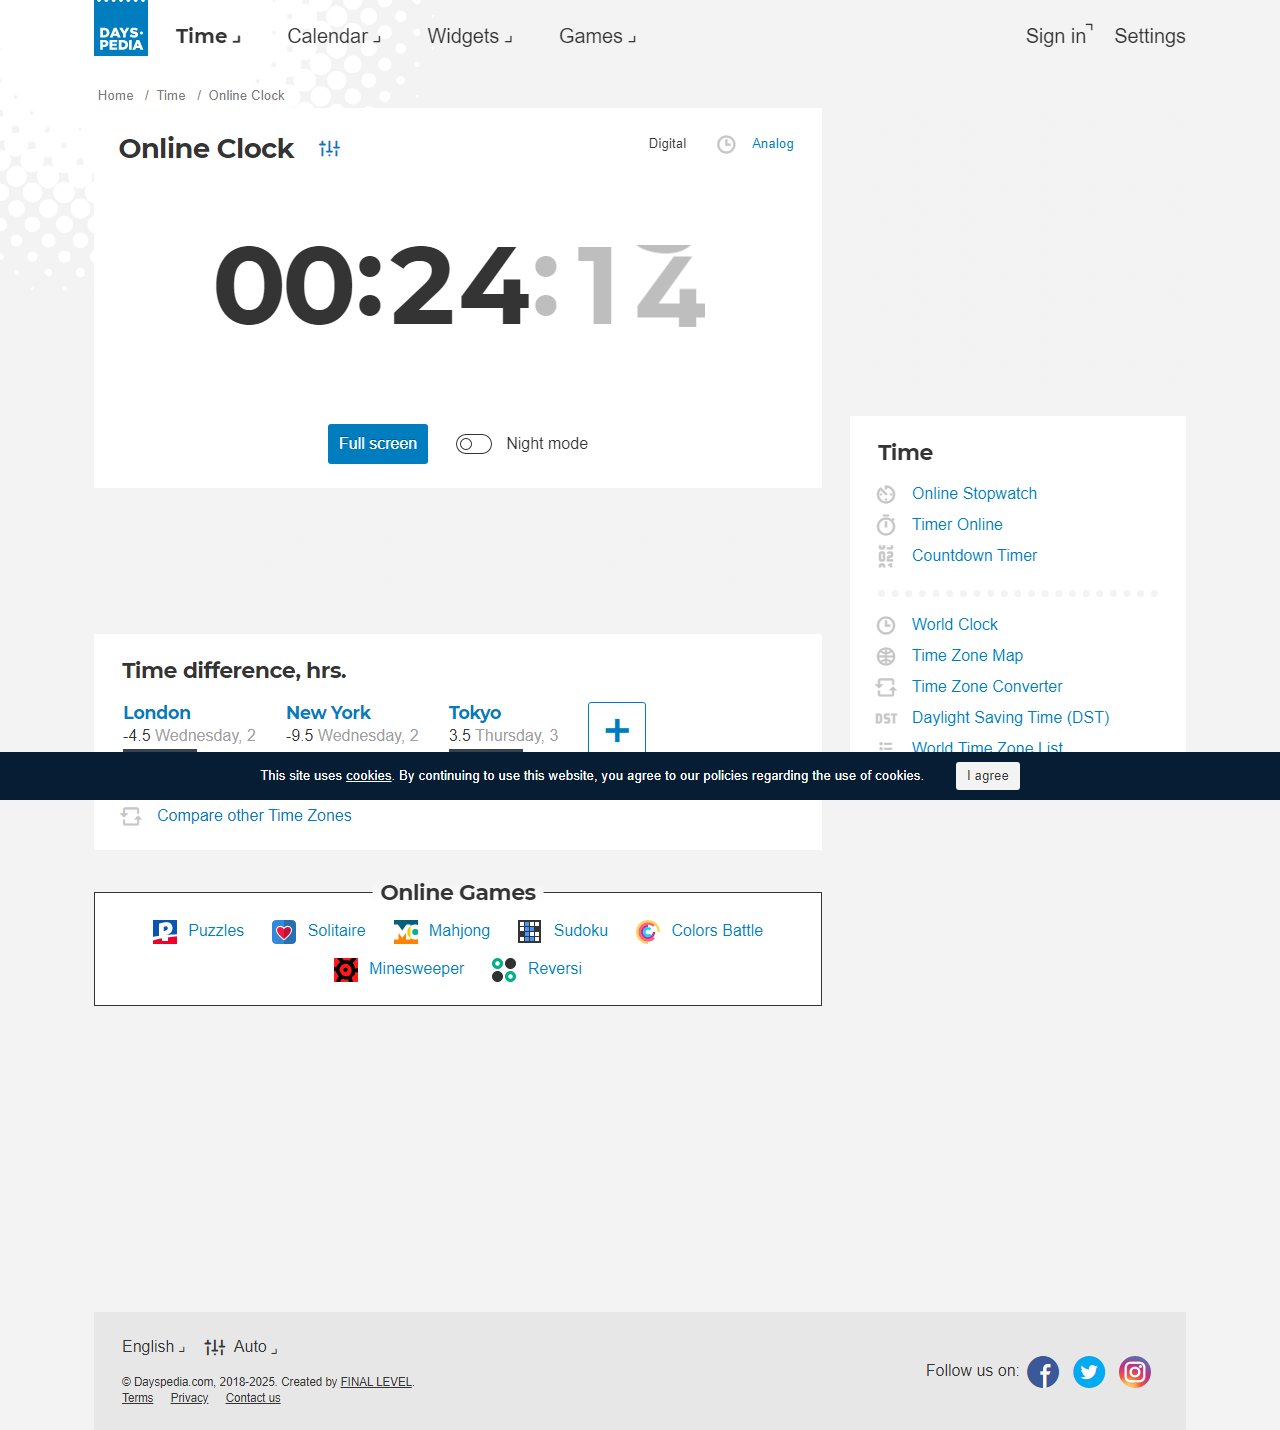 DAYS·
PEDIA
Time
Calendar
Widgets
Games
Sign in
Settings
Home / Time / Online Clock
Online Clock
Digital
Analog
00:24:14
Full screen
Night mode
Time
Online Stopwatch
Timer Online
Countdown Timer
World Clock
Time Zone Map
Time Zone Converter
DST Daylight Saving Time (DST)
World Time Zone List
Time difference, hrs.
London
-4.5 Wednesday, 2
New York
-9.5 Wednesday, 2
Tokyo
3.5 Thursday, 3
+
This site uses cookies. By continuing to use this website, you agree to our policies regarding the use of cookies.
I agree
Compare other Time Zones
Online Games
Puzzles
Solitaire
Mahjong
Sudoku
Colors Battle
Minesweeper
Reversi
English
Auto
© Dayspedia.com, 2018-2025. Created by FINAL LEVEL.
Terms
Privacy
Contact us
Follow us on: